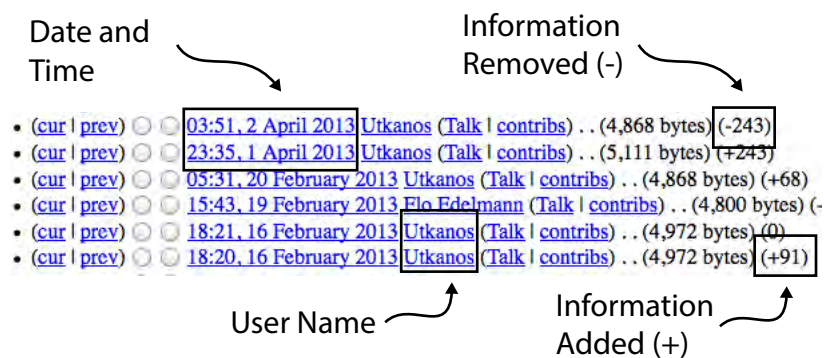 Date and
Time
Information
Removed (-)
• (cur | prev) 03:51, 2 April 2013 Utkanos (Talk | contribs) . . (4,868 bytes) (-243)
• (cur | prev) 23:35, 1 April 2013 Utkanos (Talk | contribs) . . (5,111 bytes) (+243)
• (cur | prev) 05:31, 20 February 2013 Utkanos (Talk | contribs) . . (4,868 bytes) (+68)
• (cur | prev) 15:43, 19 February 2013 Flo Edelmann (Talk | contribs) . . (4,800 bytes) (-
• (cur | prev) 18:21, 16 February 2013 Utkanos (Talk | contribs) . . (4,972 bytes) (0)
• (cur | prev) 18:20, 16 February 2013 Utkanos (Talk | contribs) . . (4,972 bytes) (+91)
User Name
Information
Added (+)